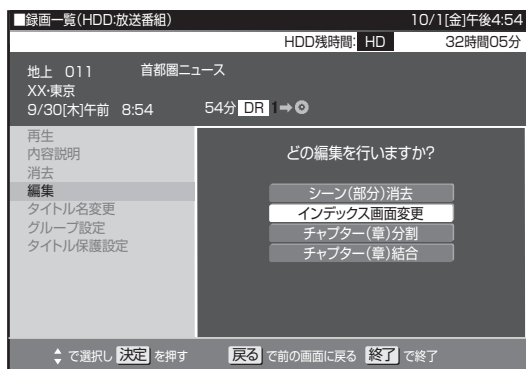 ■録画一覧(HDD:放送番組) 10/1[金]午後4:54
HDD残時間: HD 32時間05分
地上 011 首都圏ニュース
XX・東京
9/30[木]午前 8:54 54分 DR 1➡◎
再生
内容説明
消去
編集
タイトル名変更
グループ設定
タイトル保護設定
どの編集を行いますか?
シーン(部分)消去
インデックス画面変更
チャプター(章)分割
チャプター(章)結合
で選択し 決定 を押す 戻る で前の画面に戻る 終了 で終了